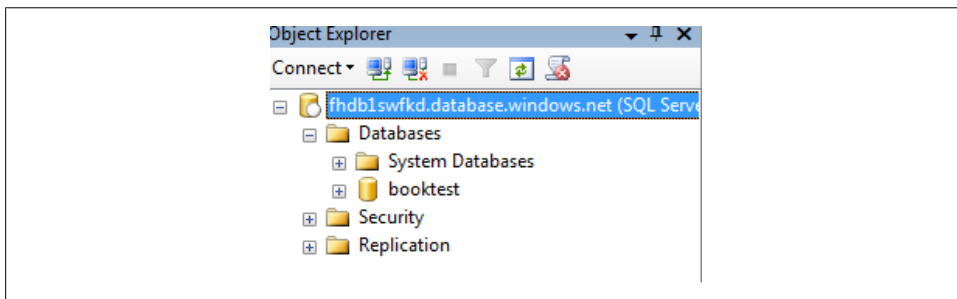 Object Explorer
Connect
fhdb1swfkd.database.windows.net (SQL Serve
Databases
System Databases
booktest
Security
Replication